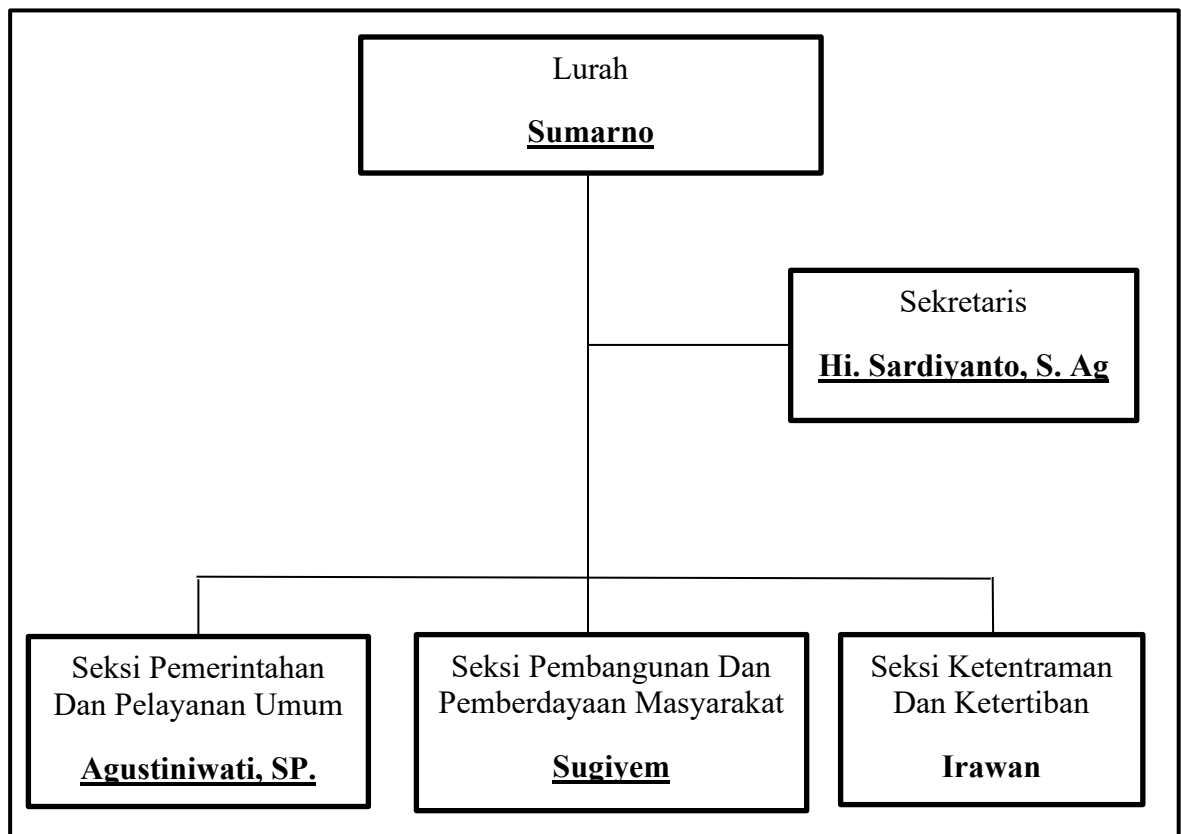 Lurah
Sumarno
Sekretaris
Hi. Sardiyanto, S. Ag
Seksi Pemerintahan
Dan Pelayanan Umum
Agustiniwati, SP.
Seksi Pembangunan Dan
Pemberdayaan Masyarakat
Sugiyem
Seksi Ketentraman
Dan Ketertiban
Irawan